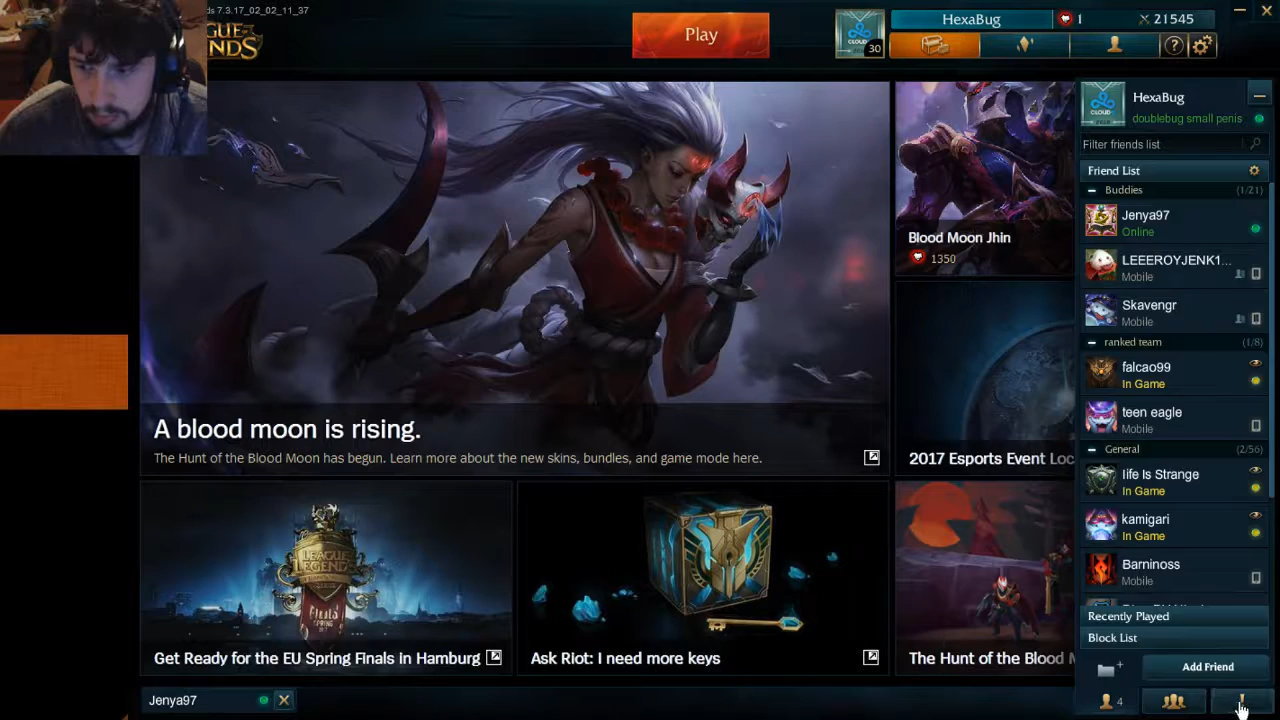 ds 7.3.17_02_02_11_37
GUE OF
NDS
Play
30
HexaBug
1
21545
?
HexaBug
doublebug small penis
Filter friends list
Friend List
Buddies (1/21)
Jenya97
Online
LEEEROYJENK1...
Mobile
Skavengr
Mobile
ranked team (1/8)
falcao99
In Game
teen eagle
Mobile
General (2/56)
life Is Strange
In Game
kamigari
In Game
Barninoss
Mobile
Recently Played
Block List
Add Friend
4
Blood Moon Jhin
1350
A blood moon is rising.
The Hunt of the Blood Moon has begun. Learn more about the new skins, bundles, and game mode here.
2017 Esports Event Loc
LEAGUE
LEGENDS
Get Ready for the EU Spring Finals in Hamburg
Ask Riot: I need more keys
The Hunt of the Blood M
Jenya97